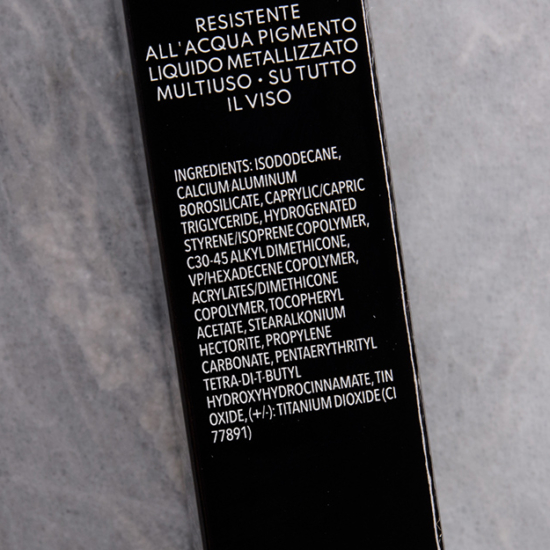 RESISTENTE
ALL'ACQUA PIGMENTO
LIQUIDO METALLIZZATO
MULTIUSO • SU TUTTO
IL VISO
INGREDIENTS: ISODODECANE,
CALCIUM ALUMINUM
BOROSILICATE, CAPRYLIC/CAPRIC
TRIGLYCERIDE, HYDROGENATED
STYRENE/ISOPRENE COPOLYMER,
C30-45 ALKYL DIMETHICONE,
VP/HEXADECENE COPOLYMER,
ACRYLATES/DIMETHICONE
COPOLYMER, TOCOPHERYL
ACETATE, STEARALKONIUM
HECTORITE, PROPYLENE
CARBONATE, PENTAERYTHRITYL
TETRA-DI-T-BUTYL
HYDROXYHYDROCINNAMATE, TIN
OXIDE, (+/-): TITANIUM DIOXIDE (CI
77891)